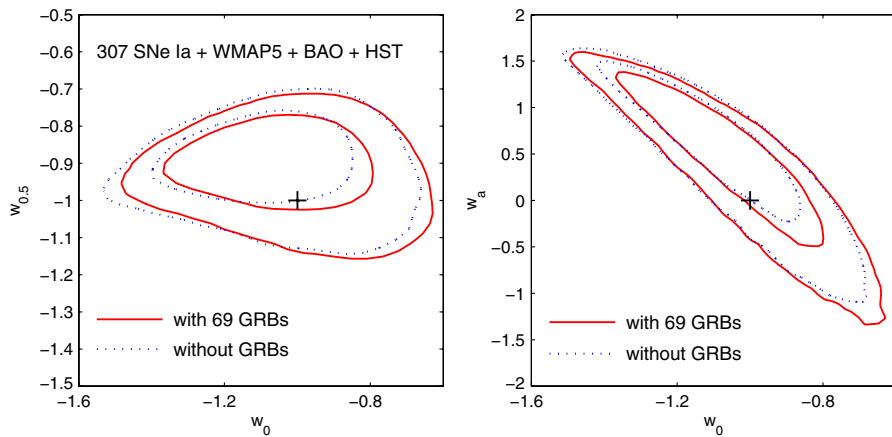 307 SNe Ia + WMAP5 + BAO + HST
w0.5
−0.5
−0.6
−0.7
−0.8
−0.9
−1
−1.1
−1.2
−1.3
−1.4
−1.5
with 69 GRBs
without GRBs
−1.6 −1.2 −0.8
w0
wa
2
1.5
1
0.5
0
−0.5
−1
−1.5
−2
with 69 GRBs
without GRBs
−1.6 −1.2 −0.8
w0